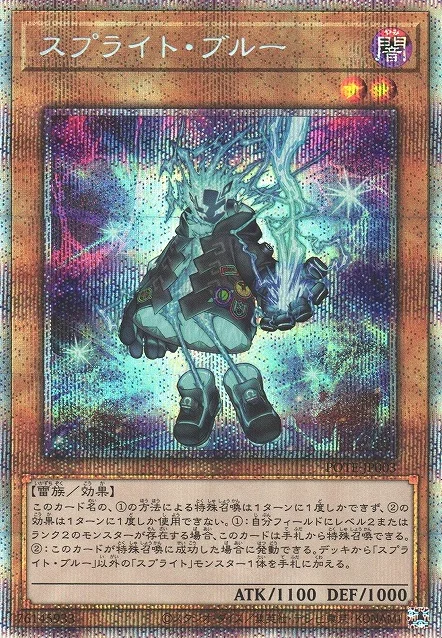 スプライト・ブルー
闇
POTE-JP003
【雷族／効果】
このカード名の、①の方法による特殊召喚は1ターンに1度しかできず、②の
効果は1ターンに1度しか使用できない。①：自分フィールドにレベル2または
ランク2のモンスターが存在する場合、このカードは手札から特殊召喚できる。
②：このカードが特殊召喚に成功した場合に発動できる。デッキから「スプラ
イト・ブルー」以外の「スプライト」モンスター1体を手札に加える。
ATK/1100 DEF/1000